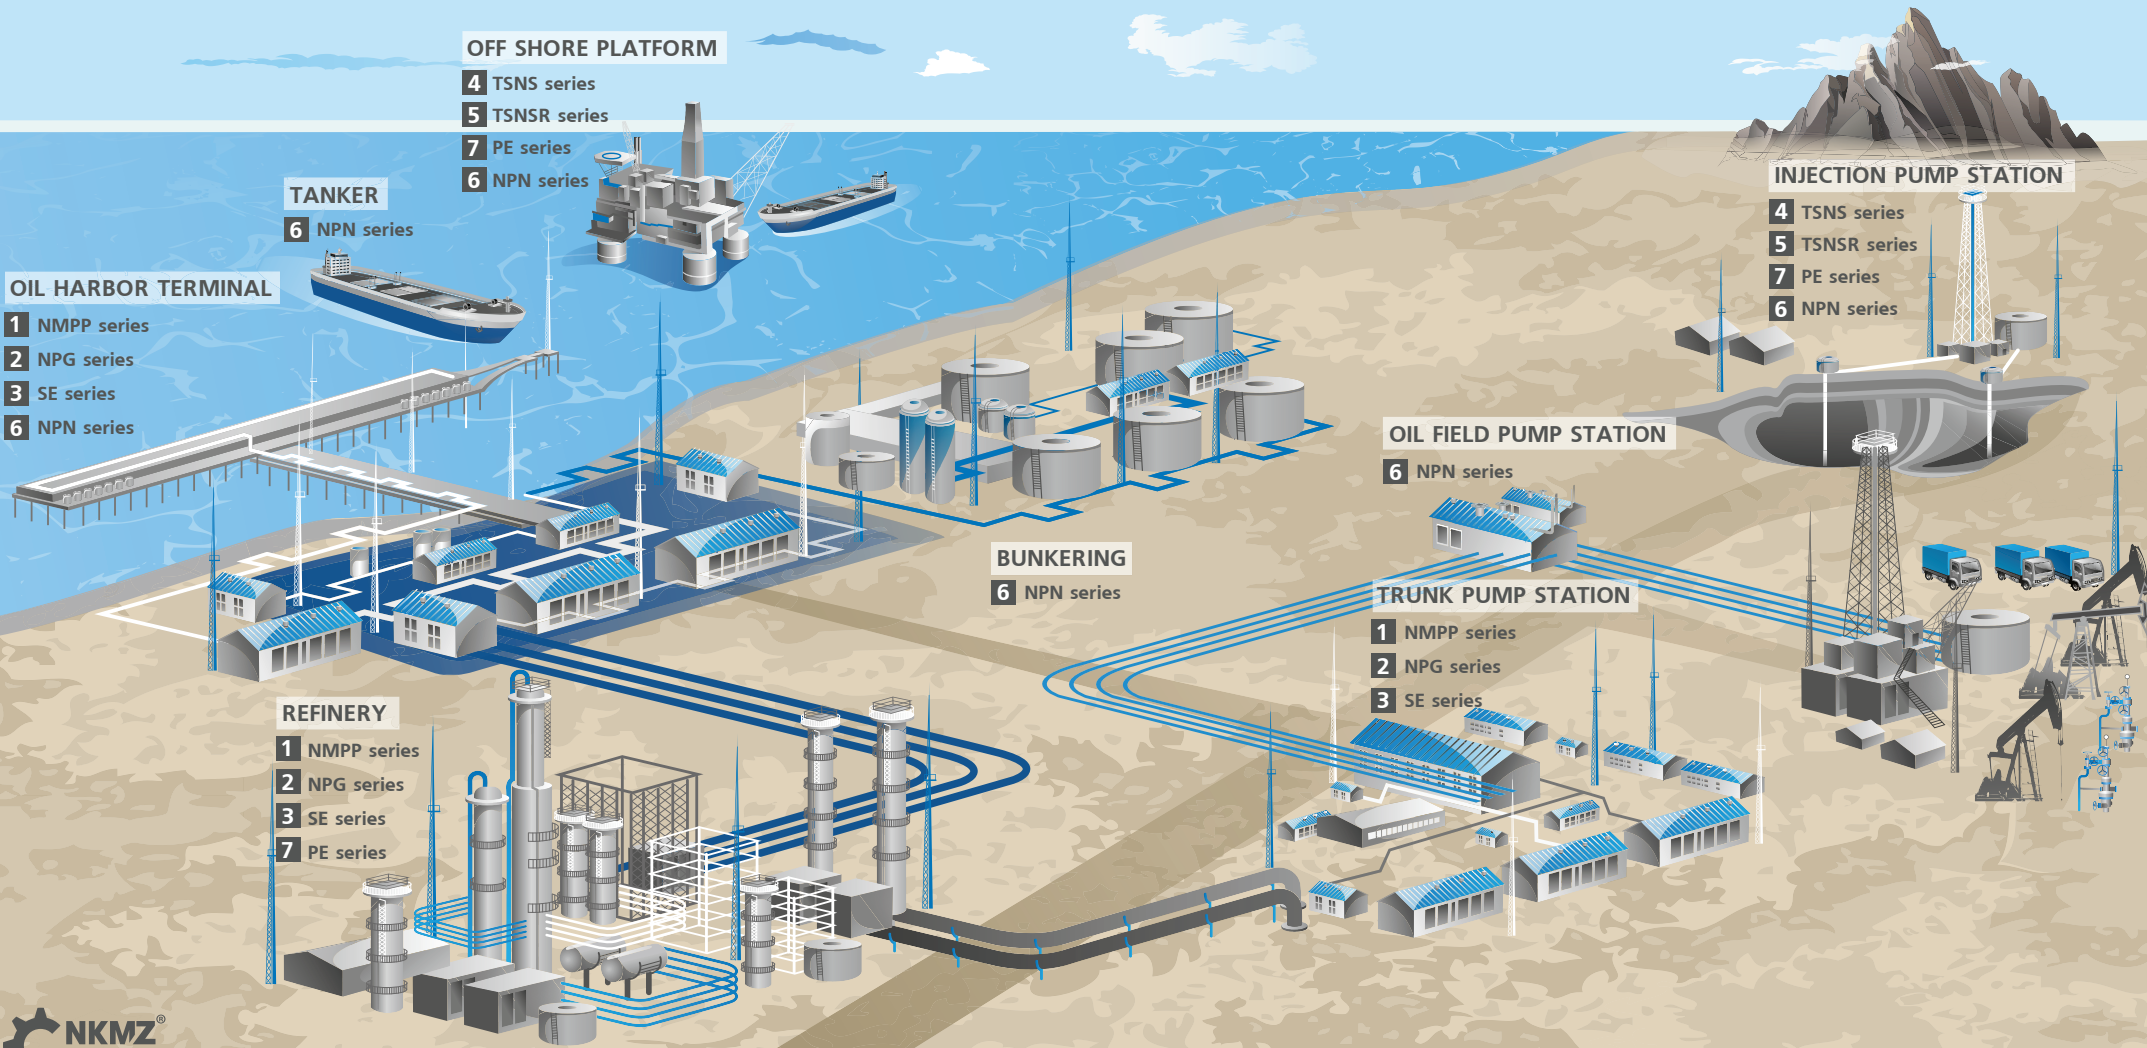 OFF SHORE PLATFORM
4 TSNS series
5 TSNSR series
7 PE series
6 NPN series
TANKER
6 NPN series
OIL HARBOR TERMINAL
1 NMPP series
2 NPG series
3 SE series
6 NPN series
INJECTION PUMP STATION
4 TSNS series
5 TSNSR series
7 PE series
6 NPN series
OIL FIELD PUMP STATION
6 NPN series
BUNKERING
6 NPN series
TRUNK PUMP STATION
1 NMPP series
2 NPG series
3 SE series
REFINERY
1 NMPP series
2 NPG series
3 SE series
7 PE series
NKMZ®